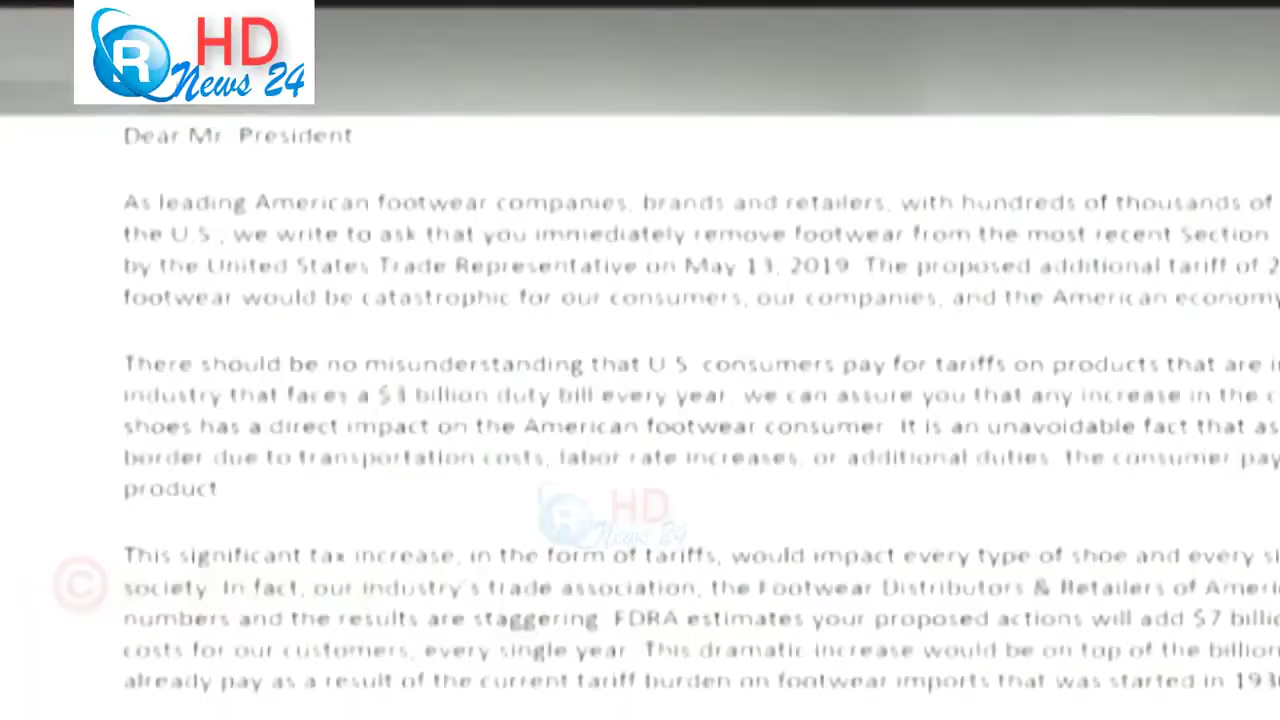 R HD
News 24
Dear Mr. President
As leading American footwear companies, brands and retailers, with hundreds of thousands of
the U.S., we write to ask that you immediately remove footwear from the most recent Section
by the United States Trade Representative on May 13, 2019. The proposed additional tariff of 2
footwear would be catastrophic for our consumers, our companies, and the American economy
There should be no misunderstanding that U.S. consumers pay for tariffs on products that are i
industry that faces a $3 billion duty bill every year, we can assure you that any increase in the c
shoes has a direct impact on the American footwear consumer. It is an unavoidable fact that as
border due to transportation costs, labor rate increases, or additional duties, the consumer pay
product
R HD
News 24
This significant tax increase, in the form of tariffs, would impact every type of shoe and every si
©
society. In fact, our industry's trade association, the Footwear Distributors & Retailers of Ameri
numbers and the results are staggering. FDRA estimates your proposed actions will add $7 billi
costs for our customers, every single year. This dramatic increase would be on top of the billion
already pay as a result of the current tariff burden on footwear imports that was started in 193